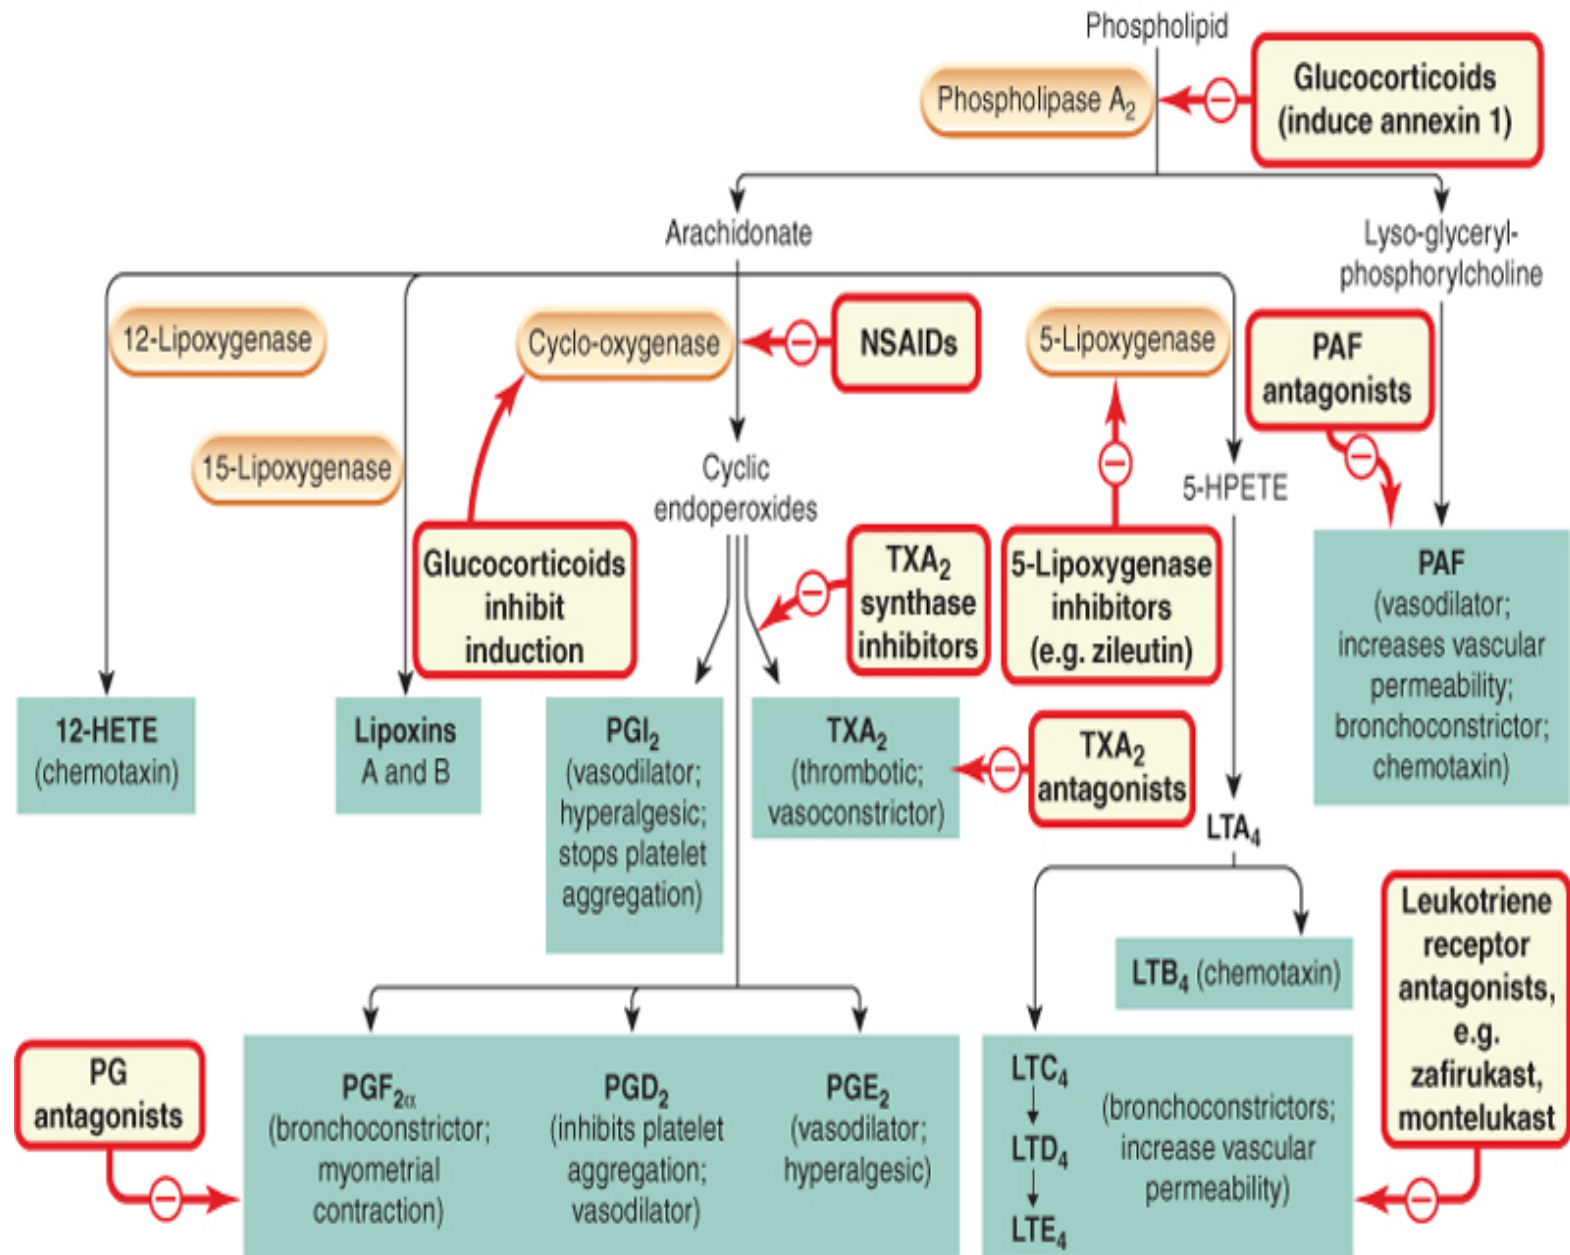 Phospholipid
Phospholipase A₂
Glucocorticoids
(induce annexin 1)
Arachidonate
Lyso-glyceryl-
phosphorylcholine
12-Lipoxygenase
Cyclo-oxygenase
NSAIDs
5-Lipoxygenase
PAF
antagonists
15-Lipoxygenase
Cyclic
endoperoxides
5-HPETE
Glucocorticoids
inhibit
induction
TXA₂
synthase
inhibitors
5-Lipoxygenase
inhibitors
(e.g. zileutin)
PAF
(vasodilator;
increases vascular
permeability;
bronchoconstrictor;
chemotaxin)
12-HETE
(chemotaxin)
Lipoxins
A and B
PGI₂
(vasodilator;
hyperalgesic;
stops platelet
aggregation)
TXA₂
(thrombotic;
vasoconstrictor)
TXA₂
antagonists
LTA₄
LTB₄ (chemotaxin)
Leukotriene
receptor
antagonists,
e.g.
zafirukast,
montelukast
PG
antagonists
PGF₂α
(bronchoconstrictor;
myometrial
contraction)
PGD₂
(inhibits platelet
aggregation;
vasodilator)
PGE₂
(vasodilator;
hyperalgesic)
LTC₄
LTD₄
LTE₄
(bronchoconstrictors;
increase vascular
permeability)